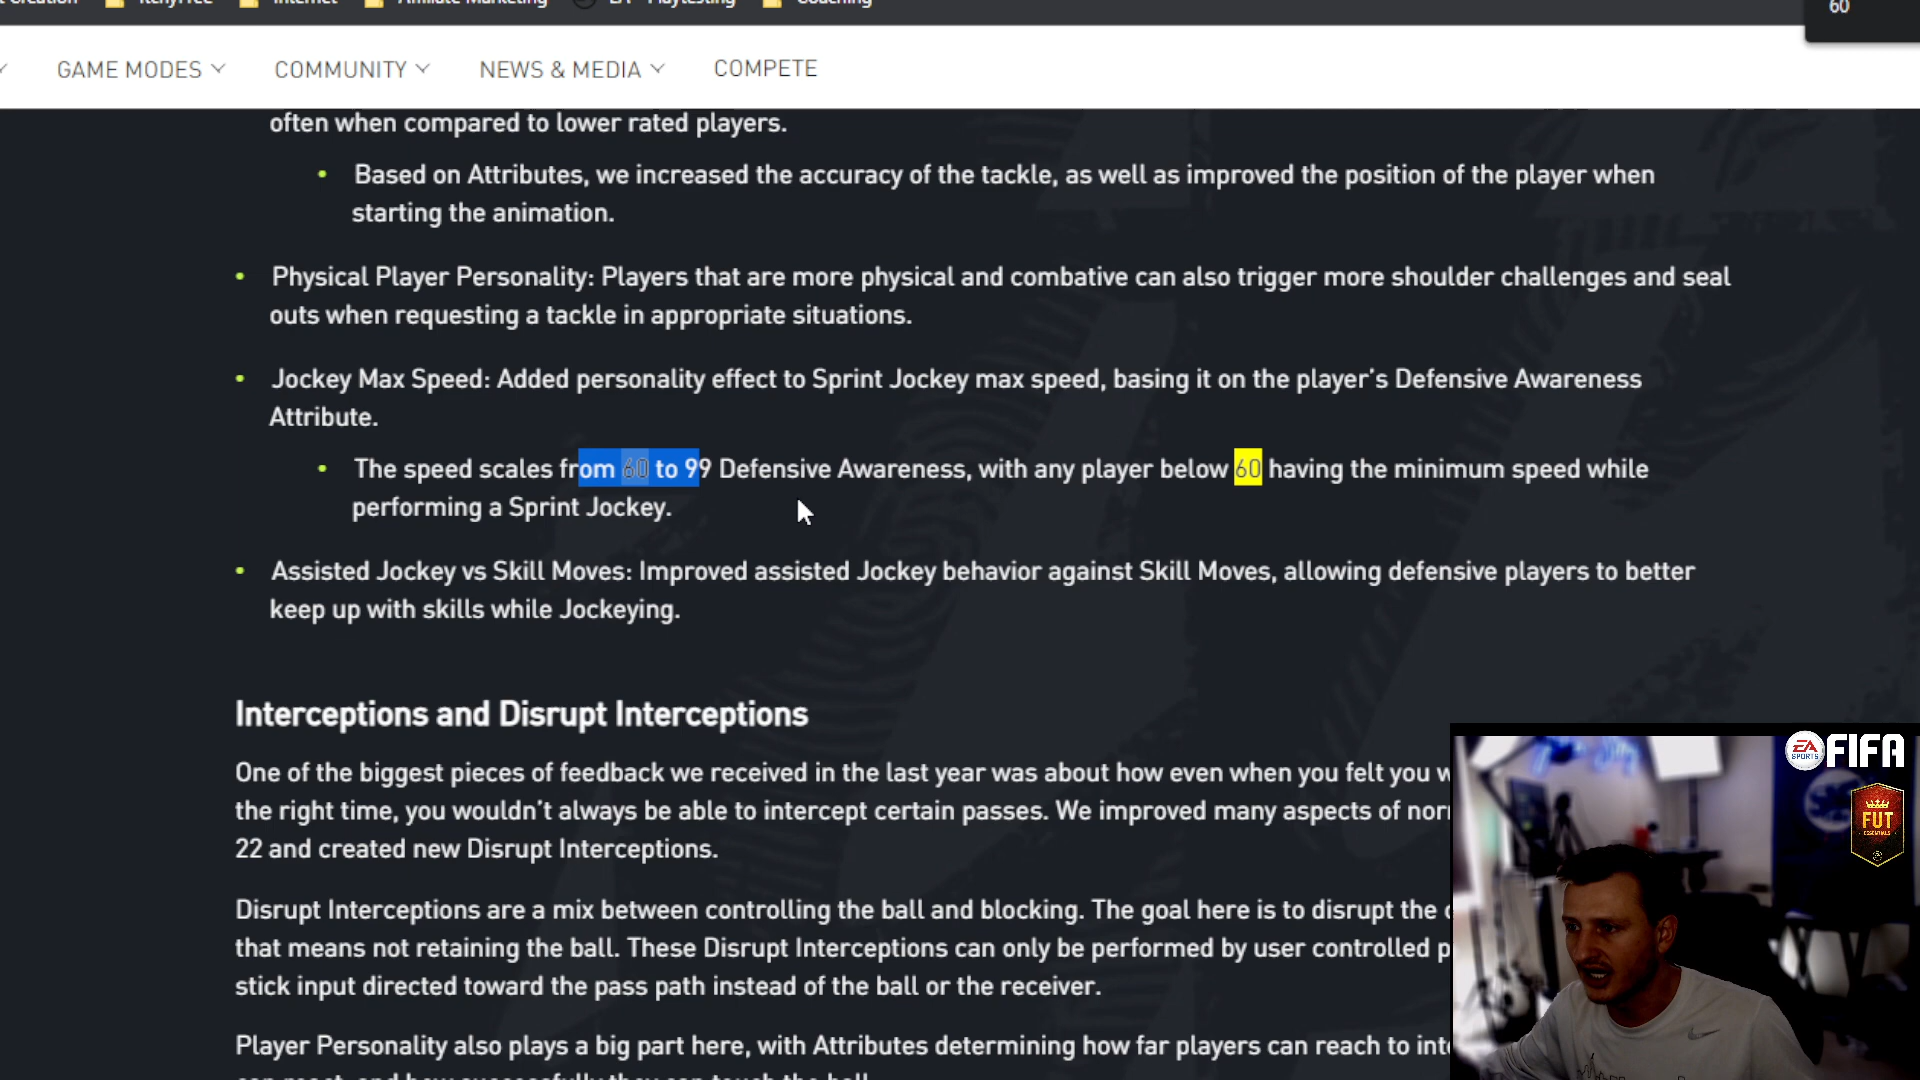 Internet
Affiliate Marketing
Playtesting
Coaching
60
GAME MODES
COMMUNITY
NEWS & MEDIA
COMPETE
often when compared to lower rated players.
• Based on Attributes, we increased the accuracy of the tackle, as well as improved the position of the player when
starting the animation.
• Physical Player Personality: Players that are more physical and combative can also trigger more shoulder challenges and seal
outs when requesting a tackle in appropriate situations.
• Jockey Max Speed: Added personality effect to Sprint Jockey max speed, basing it on the player's Defensive Awareness
Attribute.
• The speed scales from 60 to 99 Defensive Awareness, with any player below 60 having the minimum speed while
performing a Sprint Jockey.
• Assisted Jockey vs Skill Moves: Improved assisted Jockey behavior against Skill Moves, allowing defensive players to better
keep up with skills while Jockeying.
Interceptions and Disrupt Interceptions
One of the biggest pieces of feedback we received in the last year was about how even when you felt you w
the right time, you wouldn't always be able to intercept certain passes. We improved many aspects of nor
22 and created new Disrupt Interceptions.
Disrupt Interceptions are a mix between controlling the ball and blocking. The goal here is to disrupt the
that means not retaining the ball. These Disrupt Interceptions can only be performed by user controlled p
stick input directed toward the pass path instead of the ball or the receiver.
Player Personality also plays a big part here, with Attributes determining how far players can reach to int
EA SPORTS FIFA
FUT
ESSENTIALS